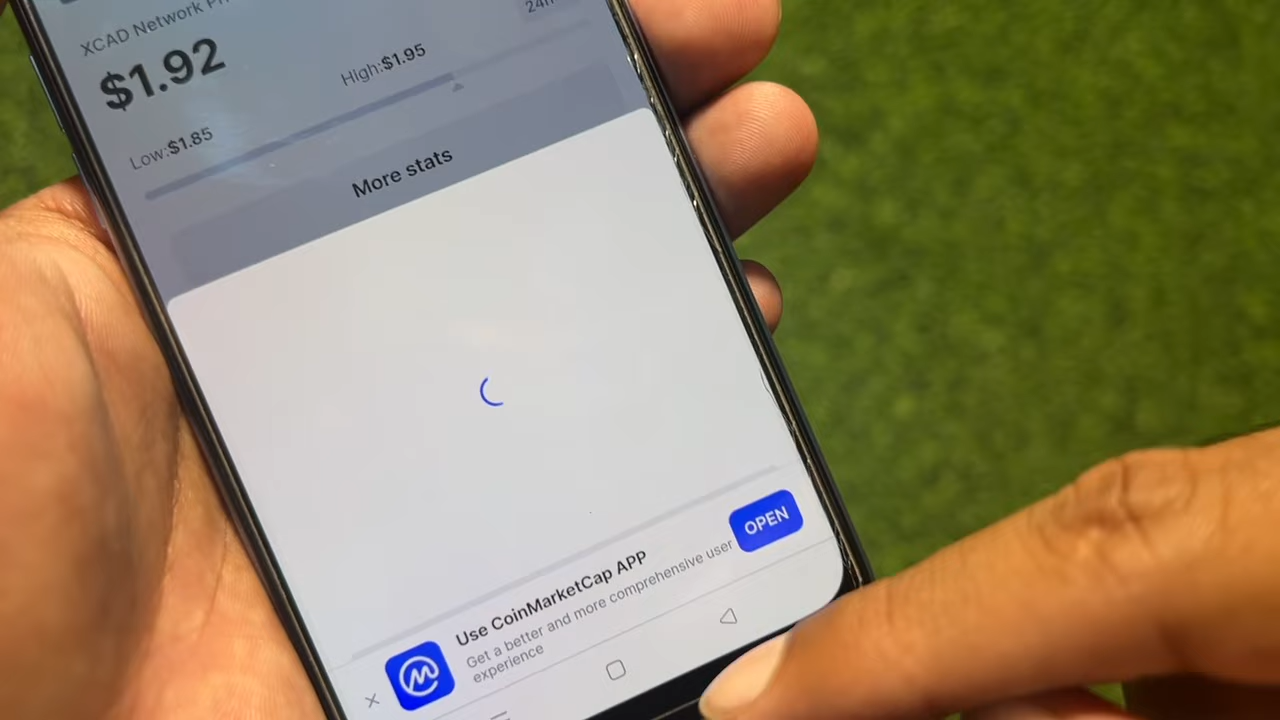 XCAD Network
24h
$1.92
High:$1.95
Low:$1.85
More stats
Use CoinMarketCap APP
Get a better and more comprehensive user
experience
OPEN